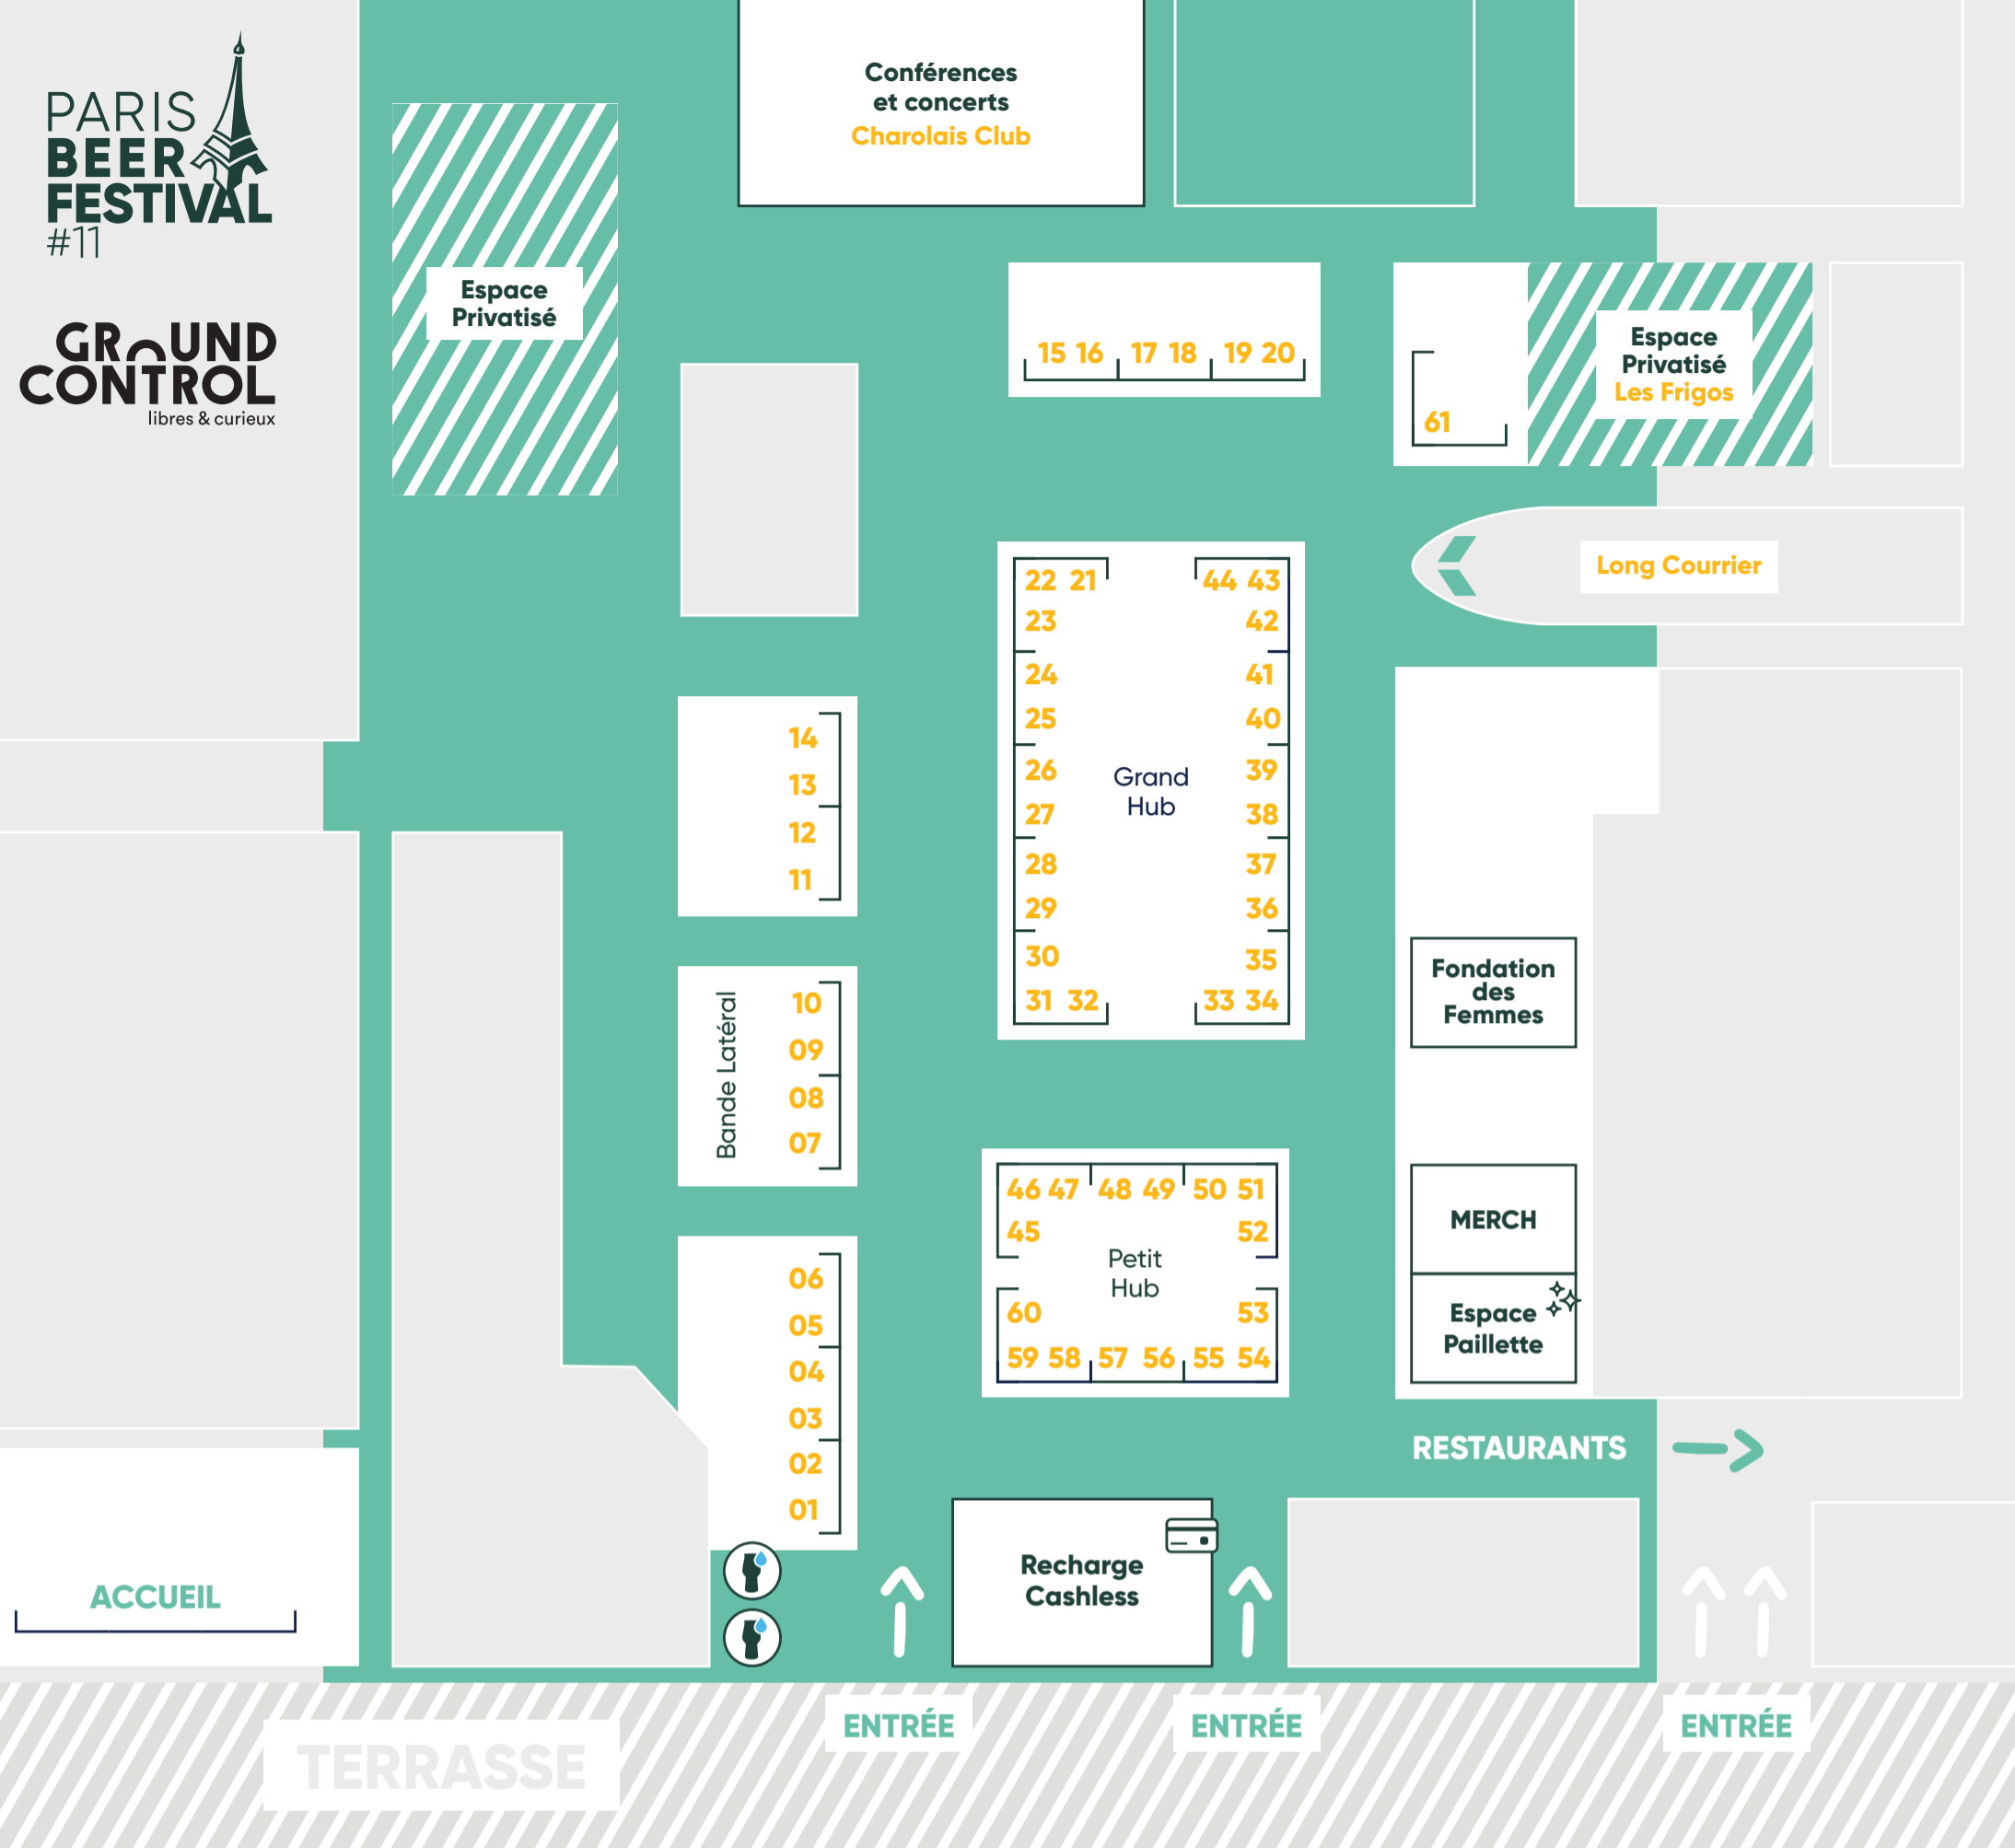 PARIS
BEER
FESTIVAL
#11
GROUND
CONTROL
libres & curieux
Conférences
et concerts
Charolais Club
Espace
Privatisé
15 16 17 18 19 20
61
Espace
Privatisé
Les Frigos
Long Courrier
22 21 44 43
23 42
24 41
25 40
26 39
27 38
28 37
29 36
30 35
31 32 33 34
Grand
Hub
14
13
12
11
Bande Latéral
10
09
08
07
06
05
04
03
02
01
46 47 48 49 50 51
45 52
Petit
Hub
60 53
59 58 57 56 55 54
Fondation
des
Femmes
MERCH
Espace
Paillette
RESTAURANTS
Recharge
Cashless
ACCUEIL
ENTRÉE ENTRÉE ENTRÉE
TERRASSE